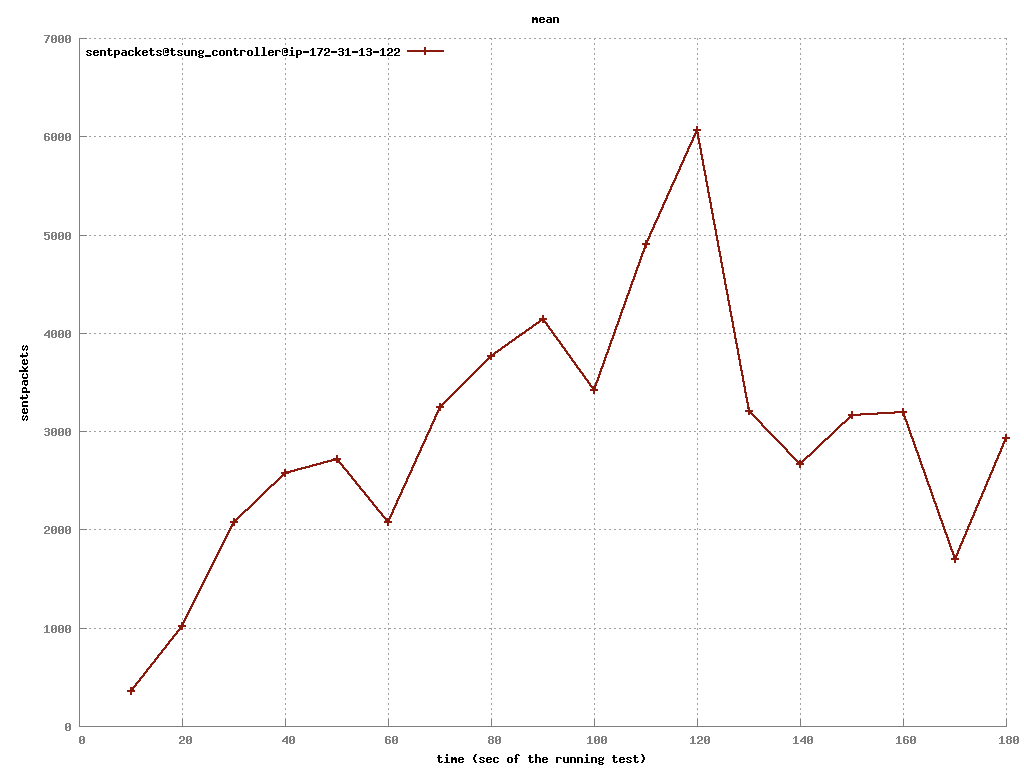 mean
7000
sentpackets@tsung_controller@ip-172-31-13-122
6000
5000
4000
sentpackets
3000
2000
1000
0
0 20 40 60 80 100 120 140 160 180
time (sec of the running test)